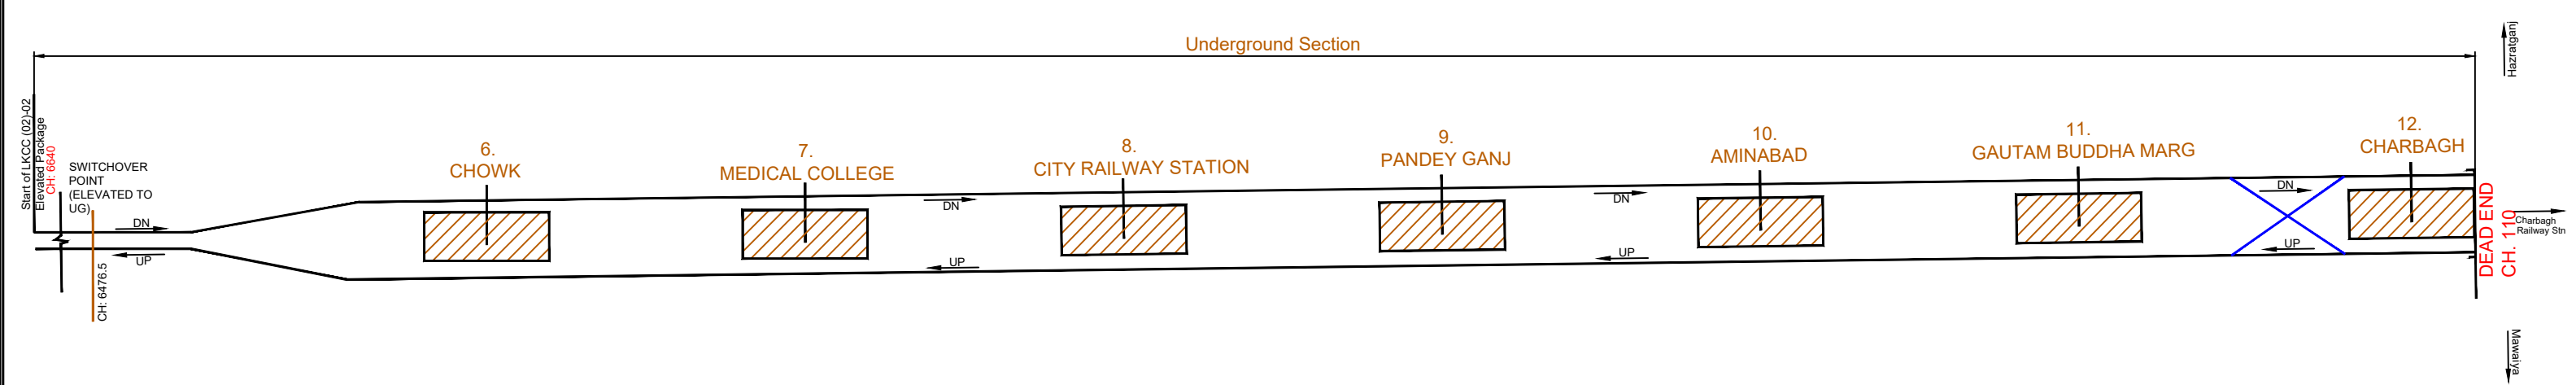 Underground Section
Hazratganj
Start of LKCC (02)-02
Elevated Package
CH: 6640
SWITCHOVER
POINT
(ELEVATED TO
UG)
CH: 6476.5
DN
UP
6.
CHOWK
7.
MEDICAL COLLEGE
DN
UP
8.
CITY RAILWAY STATION
9.
PANDEY GANJ
DN
UP
10.
AMINABAD
11.
GAUTAM BUDDHA MARG
DN
UP
12.
CHARBAGH
DEAD END
CH. 110
Charbagh
Railway Stn
Mawaiya